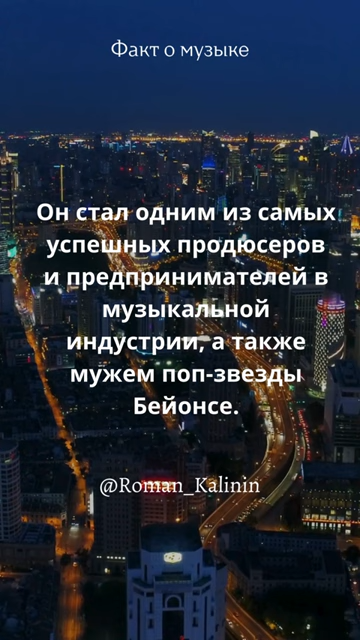 Факт о музыке
Он стал одним из самых
успешных продюсеров
и предпринимателей в
музыкальной
индустрии, а также
мужем поп-звезды
Бейонсе.
@Roman_Kalinin